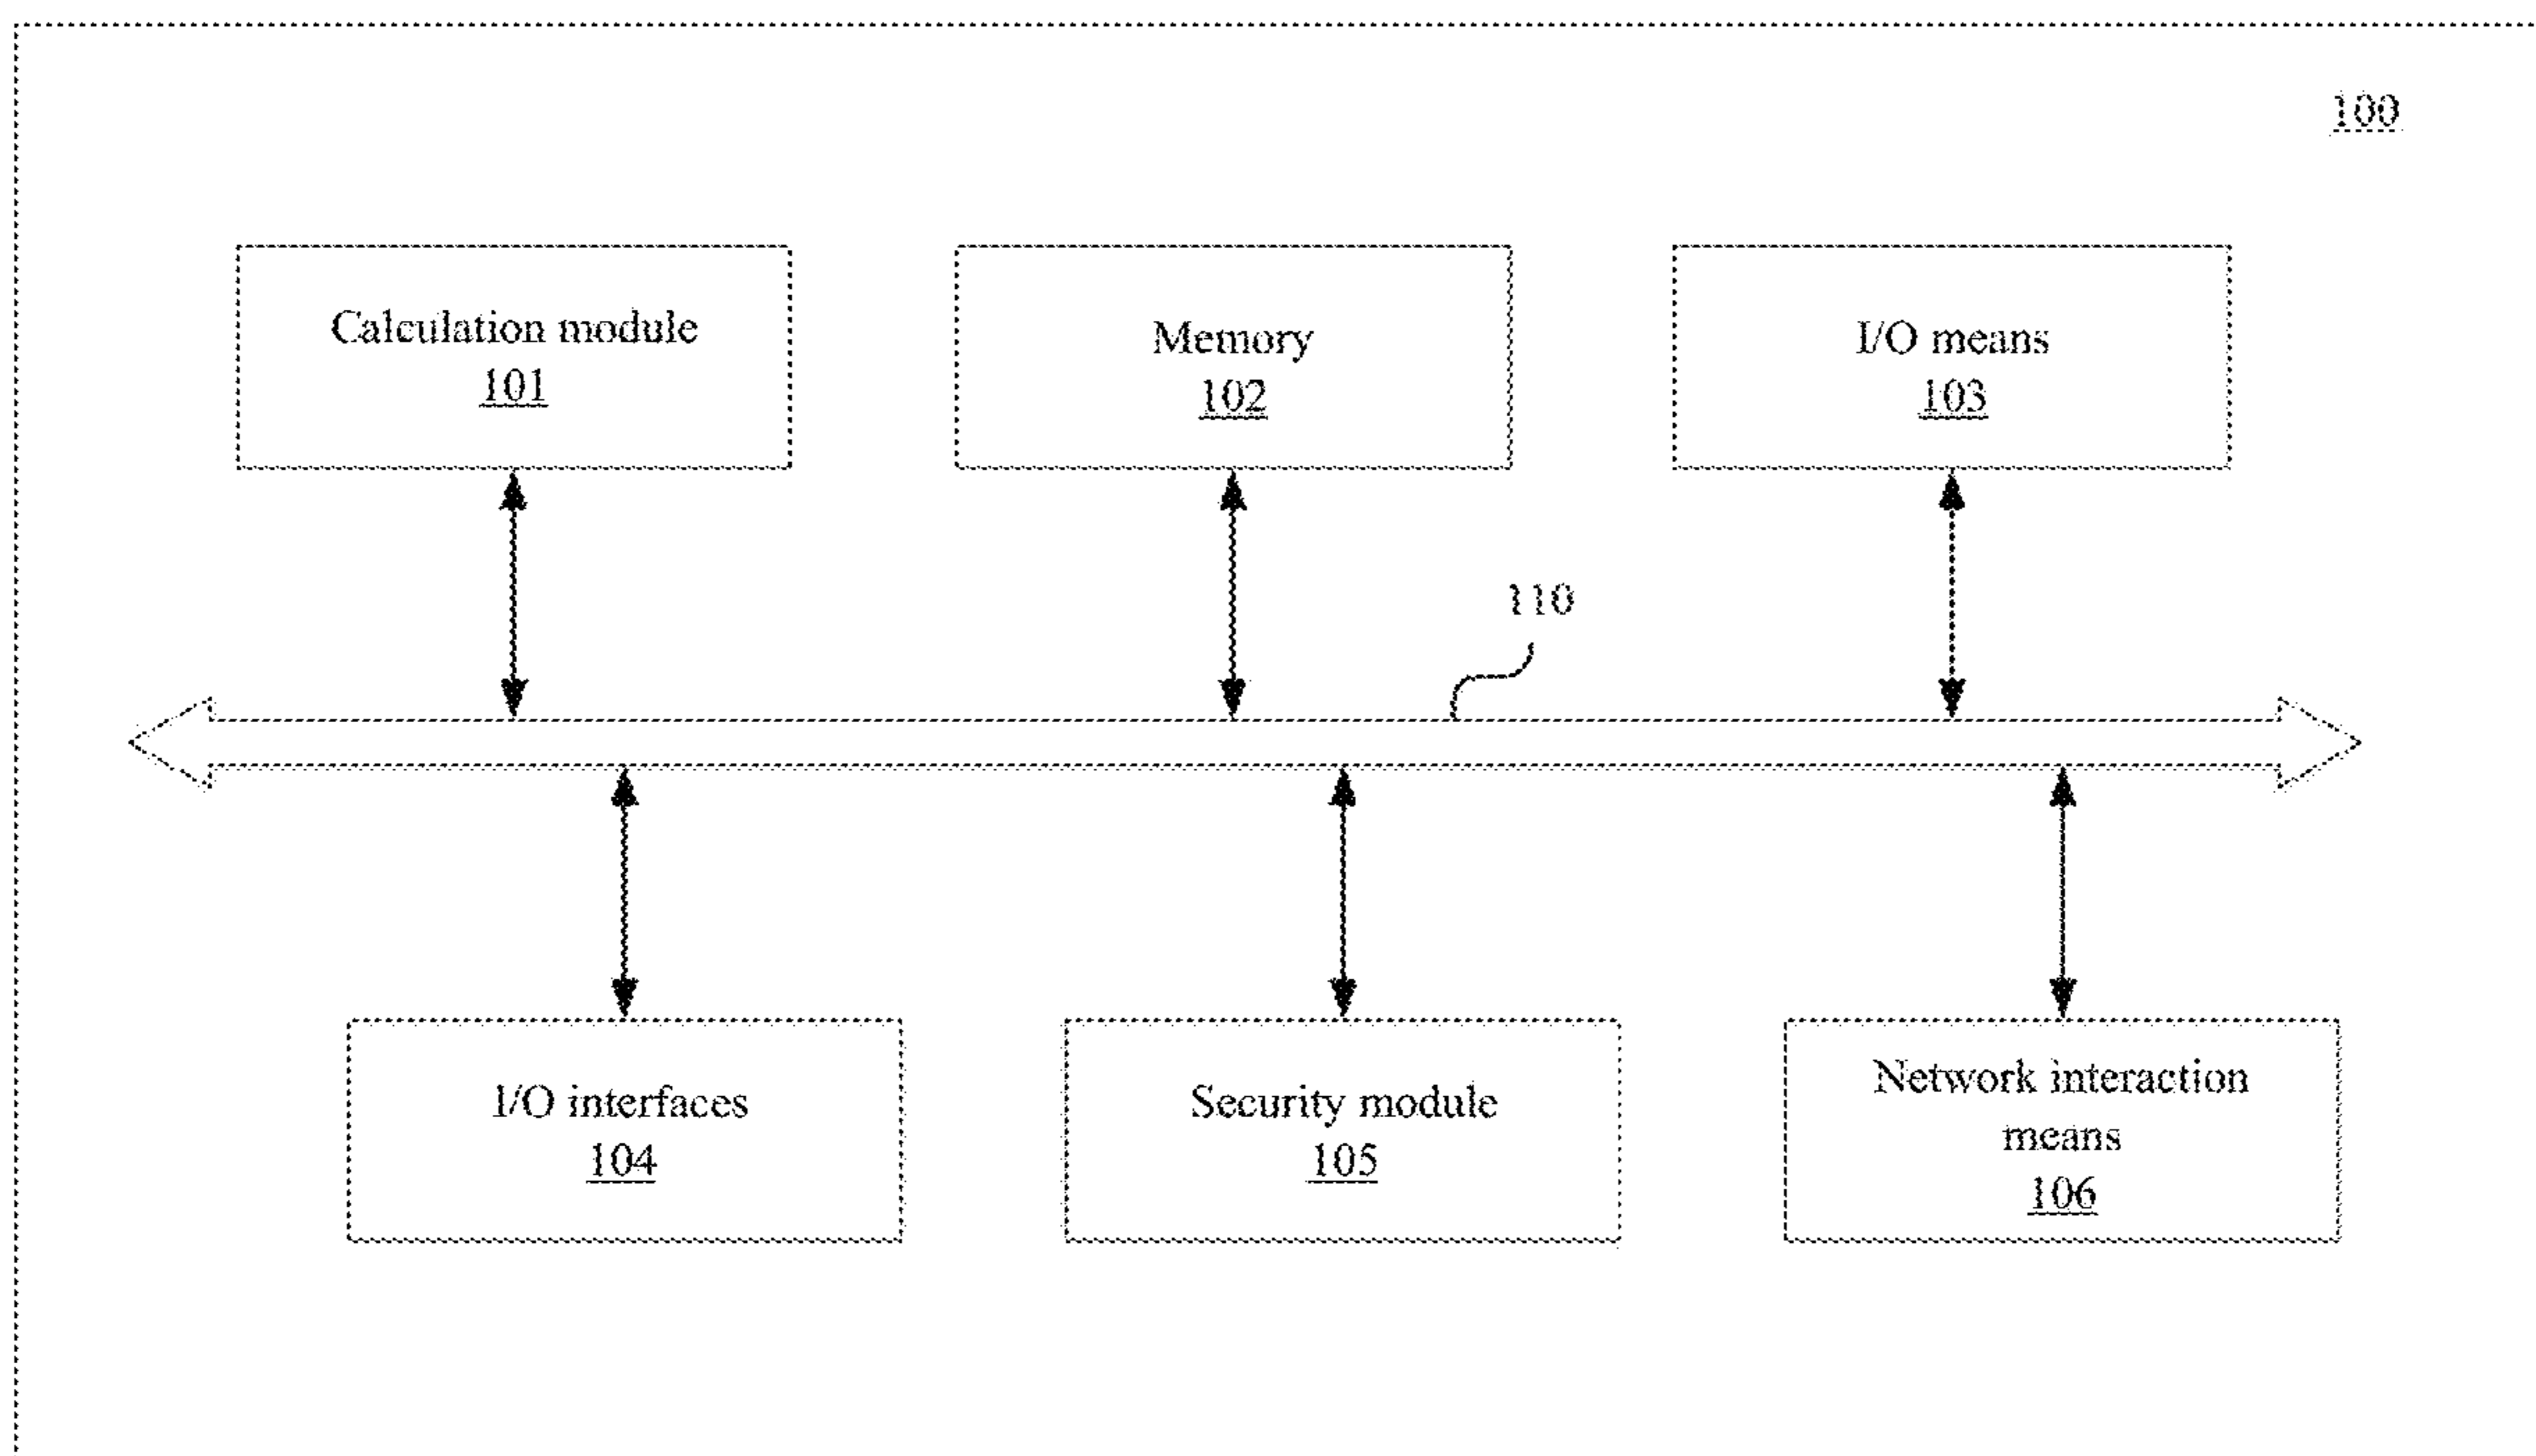 100
Calculation module
101
Memory
102
I/O means
103
110
I/O interfaces
104
Security module
105
Network interaction
means
106